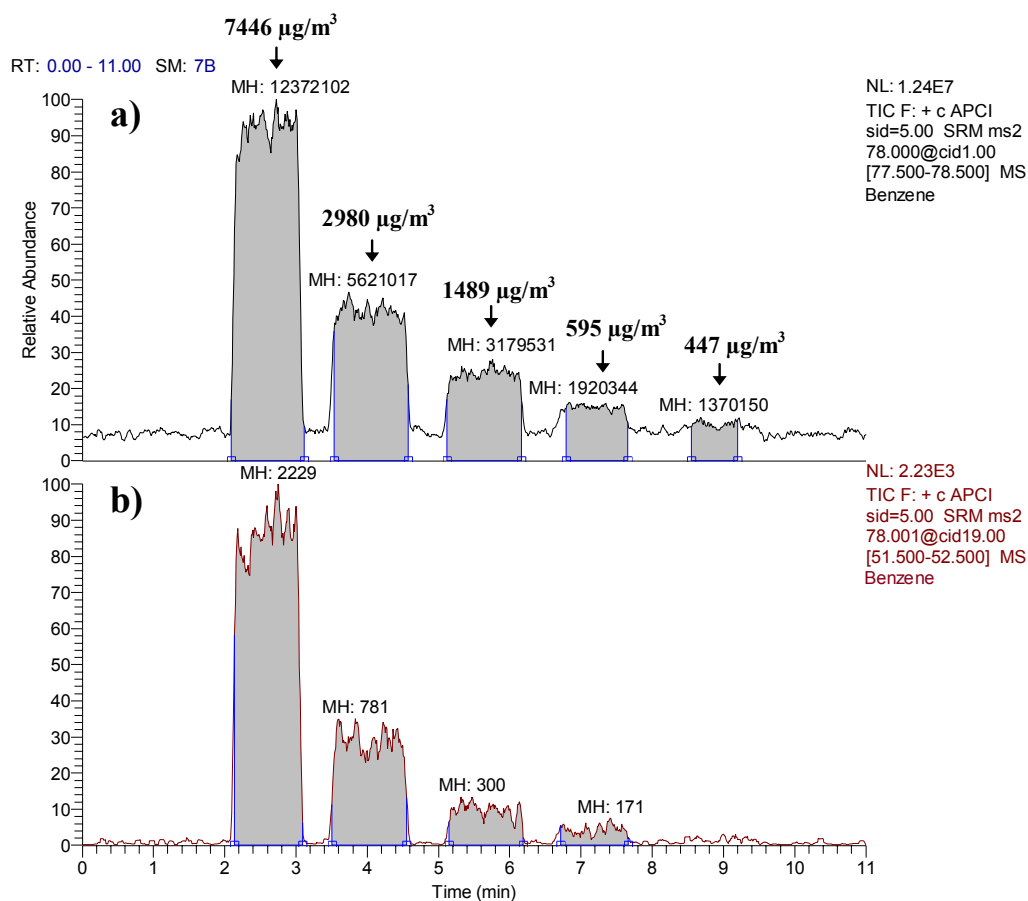 7446 µg/m³
RT: 0.00 - 11.00 SM: 7B
MH: 12372102
a)
NL: 1.24E7
TIC F: + c APCI
sid=5.00 SRM ms2
78.000@cid1.00
[77.500-78.500] MS
Benzene
2980 µg/m³
MH: 5621017
1489 µg/m³
MH: 3179531
595 µg/m³
MH: 1920344
447 µg/m³
MH: 1370150
100
90
80
70
60
50
40
30
20
10
0
Relative Abundance
MH: 2229
b)
NL: 2.23E3
TIC F: + c APCI
sid=5.00 SRM ms2
78.001@cid19.00
[51.500-52.500] MS
Benzene
MH: 781
MH: 300
MH: 171
100
90
80
70
60
50
40
30
20
10
0
0 1 2 3 4 5 6 7 8 9 10 11
Time (min)